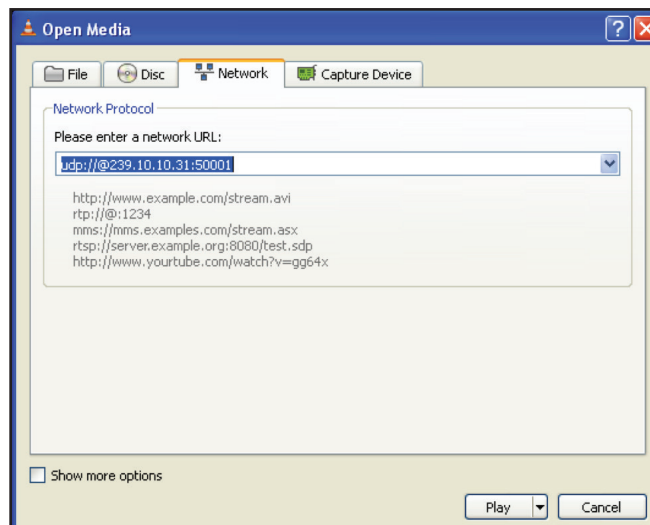 Open Media
File Disc Network Capture Device
Network Protocol
Please enter a network URL:
udp://@239.10.10.31:50001
http://www.example.com/stream.avi
rtp://@:1234
mms://mms.examples.com/stream.asx
rtsp://server.example.org:8080/test.sdp
http://www.yourtube.com/watch?v=gg64x
Show more options
Play Cancel